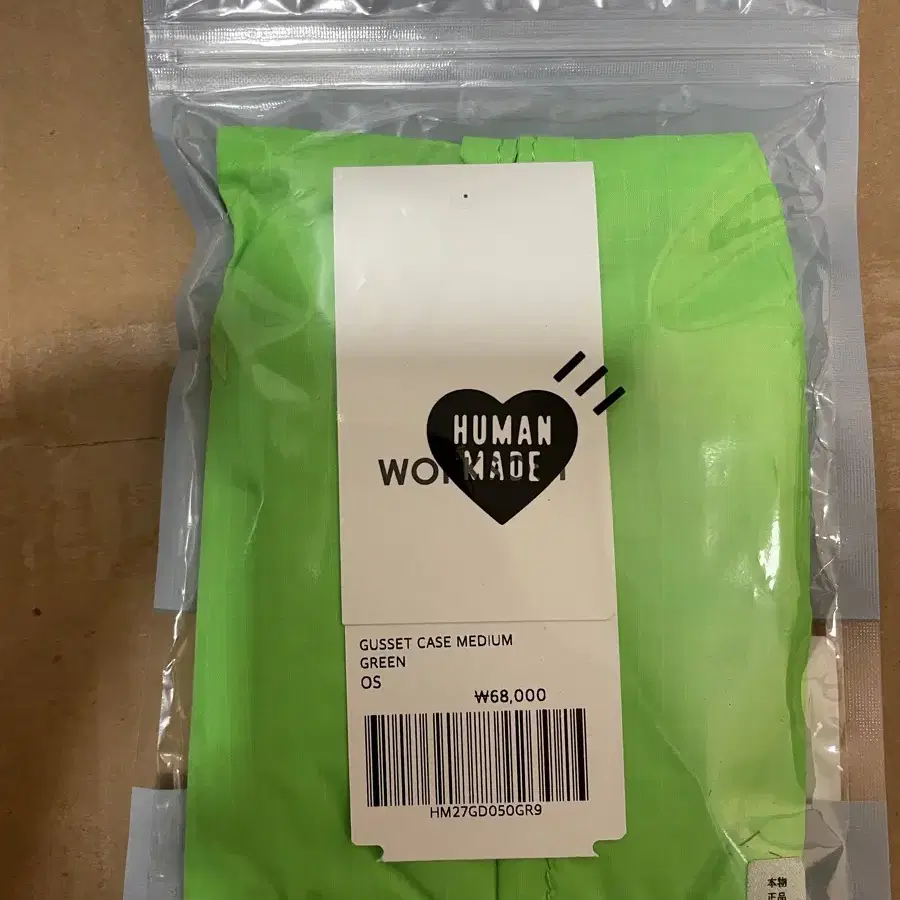 HUMAN
MADE
GUSSET CASE MEDIUM
GREEN
OS
₩68,000
HM27GD050GR9
本物
正品